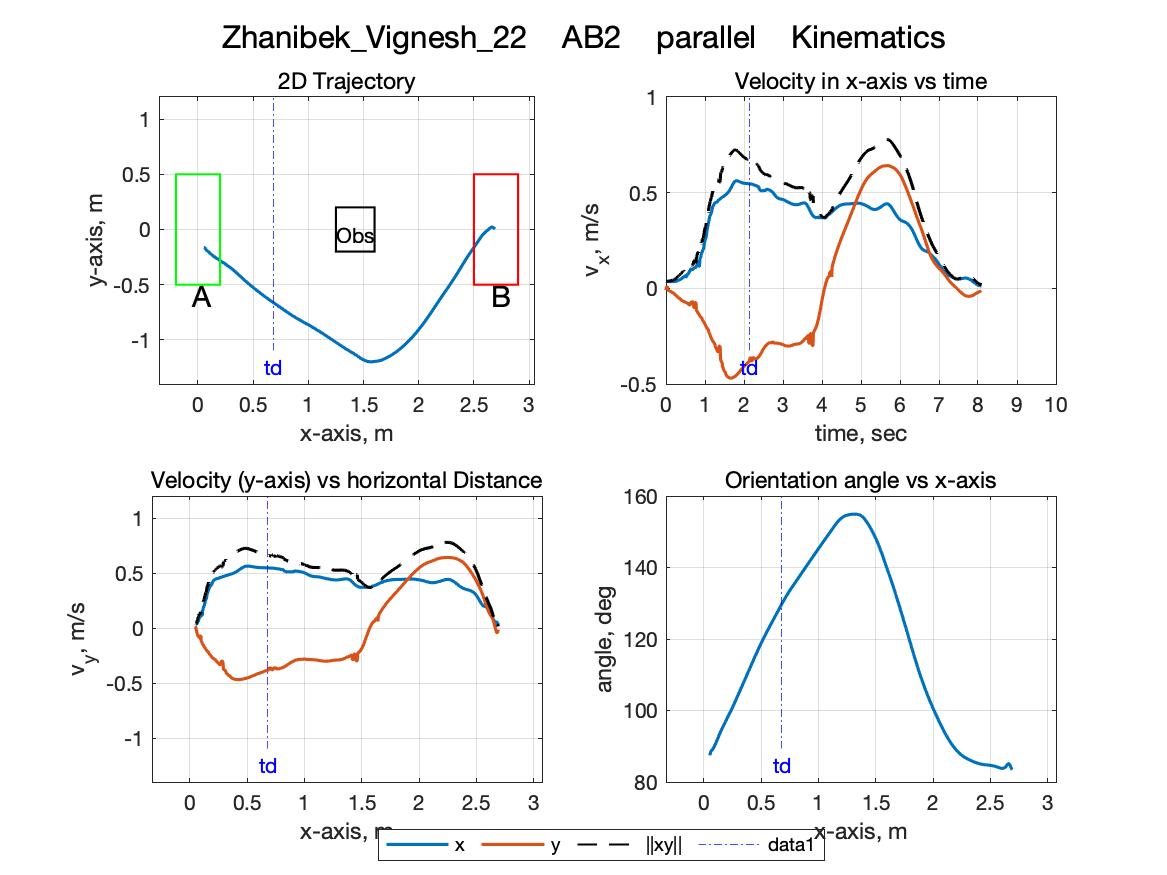 Zhanibek_Vignesh_22 AB2 parallel Kinematics
2D Trajectory
1
0.5
0
-0.5
-1
y-axis, m
A
Obs
B
td
0 0.5 1 1.5 2 2.5 3
x-axis, m
Velocity in x-axis vs time
1
0.5
0
-0.5
vx, m/s
td
0 1 2 3 4 5 6 7 8 9 10
time, sec
Velocity (y-axis) vs horizontal Distance
1
0.5
0
-0.5
-1
vy, m/s
td
0 0.5 1 1.5 2 2.5 3
x-axis, m
Orientation angle vs x-axis
160
140
120
100
80
angle, deg
td
0 0.5 1 1.5 2 2.5 3
x-axis, m
x y ||xy|| data1